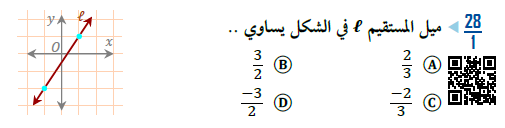 28/1 ◀ ميل المستقيم ℓ في الشكل يساوي ..
A 2/3
B 3/2
C -2/3
D -3/2
y
ℓ
O
x